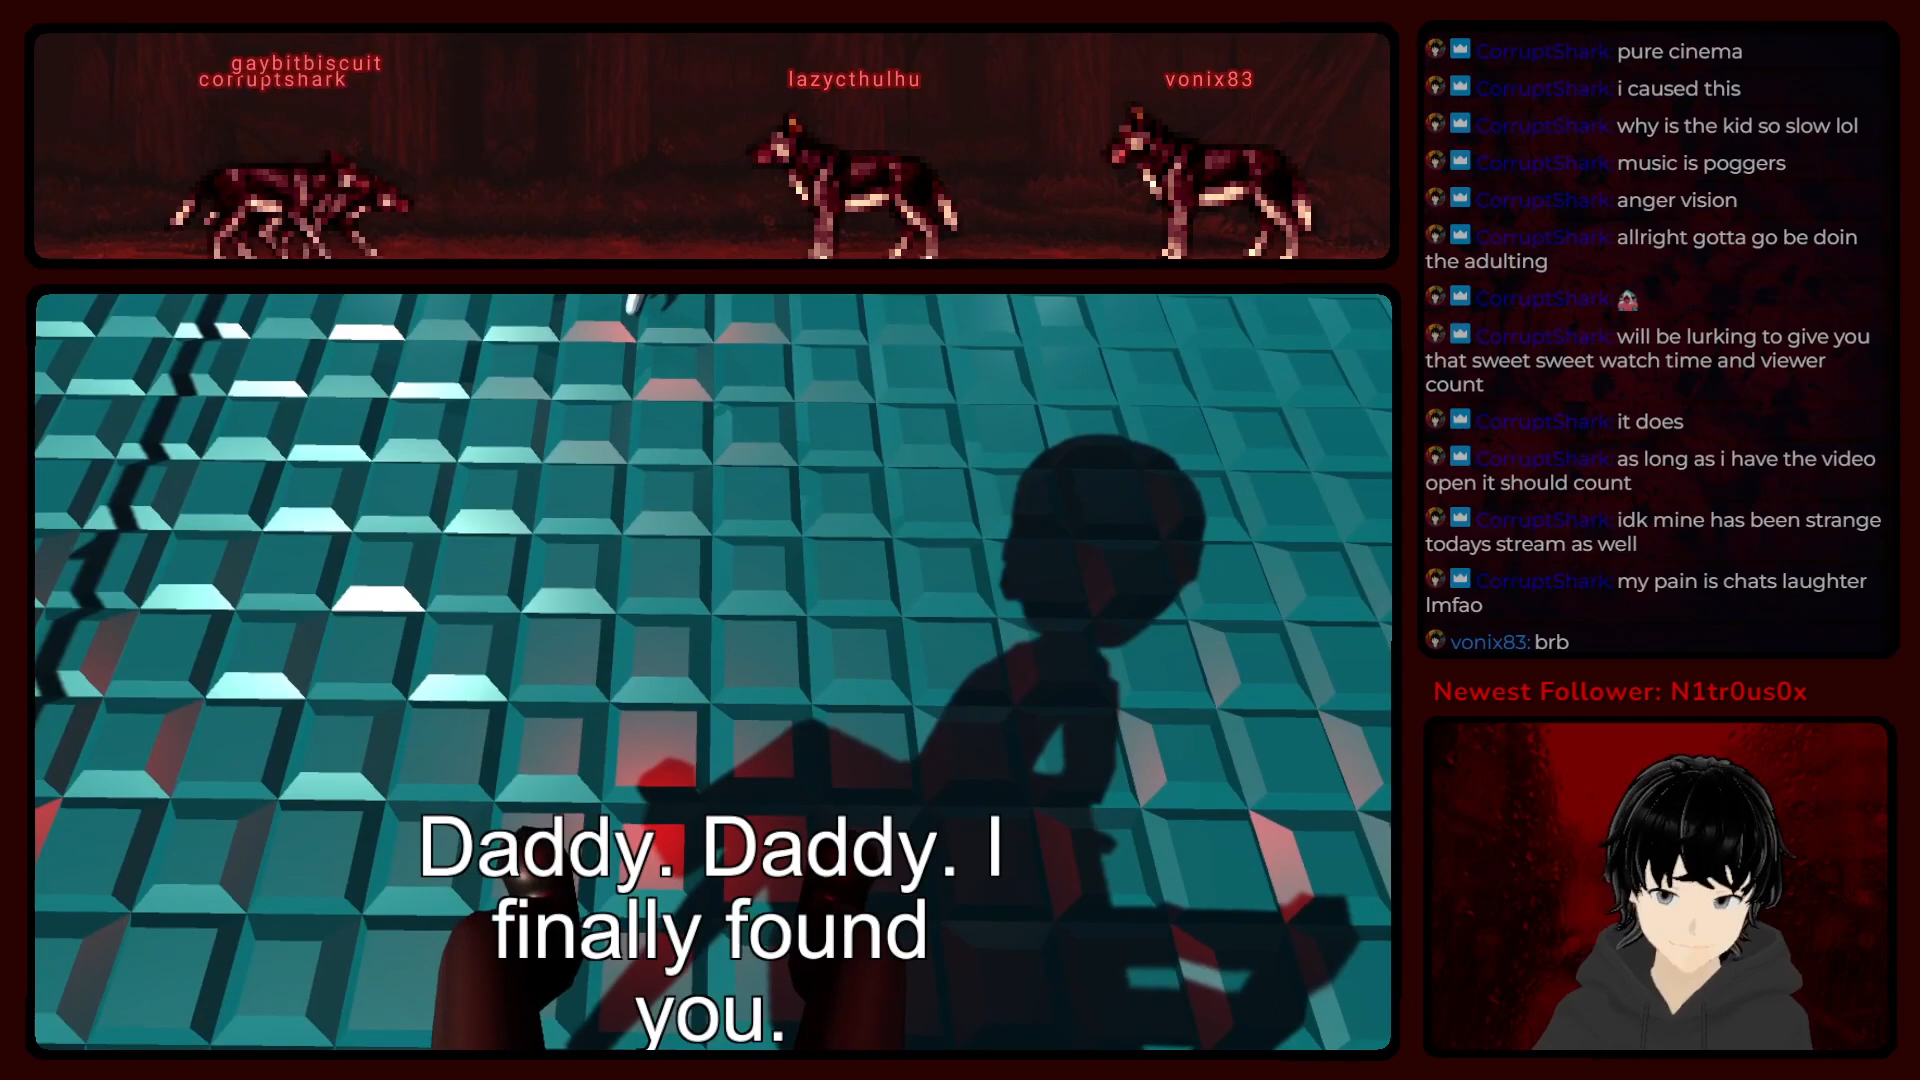 gaybitbiscuit
corruptshark
lazycthulhu
vonix83
Daddy. Daddy. I
finally found
you.
CorruptShark: pure cinema
CorruptShark: i caused this
CorruptShark: why is the kid so slow lol
CorruptShark: music is poggers
CorruptShark: anger vision
CorruptShark: allright gotta go be doin
the adulting
CorruptShark:
CorruptShark: will be lurking to give you
that sweet sweet watch time and viewer
count
CorruptShark: it does
CorruptShark: as long as i have the video
open it should count
CorruptShark: idk mine has been strange
todays stream as well
CorruptShark: my pain is chats laughter
lmfao
vonix83: brb
Newest Follower: N1tr0us0x